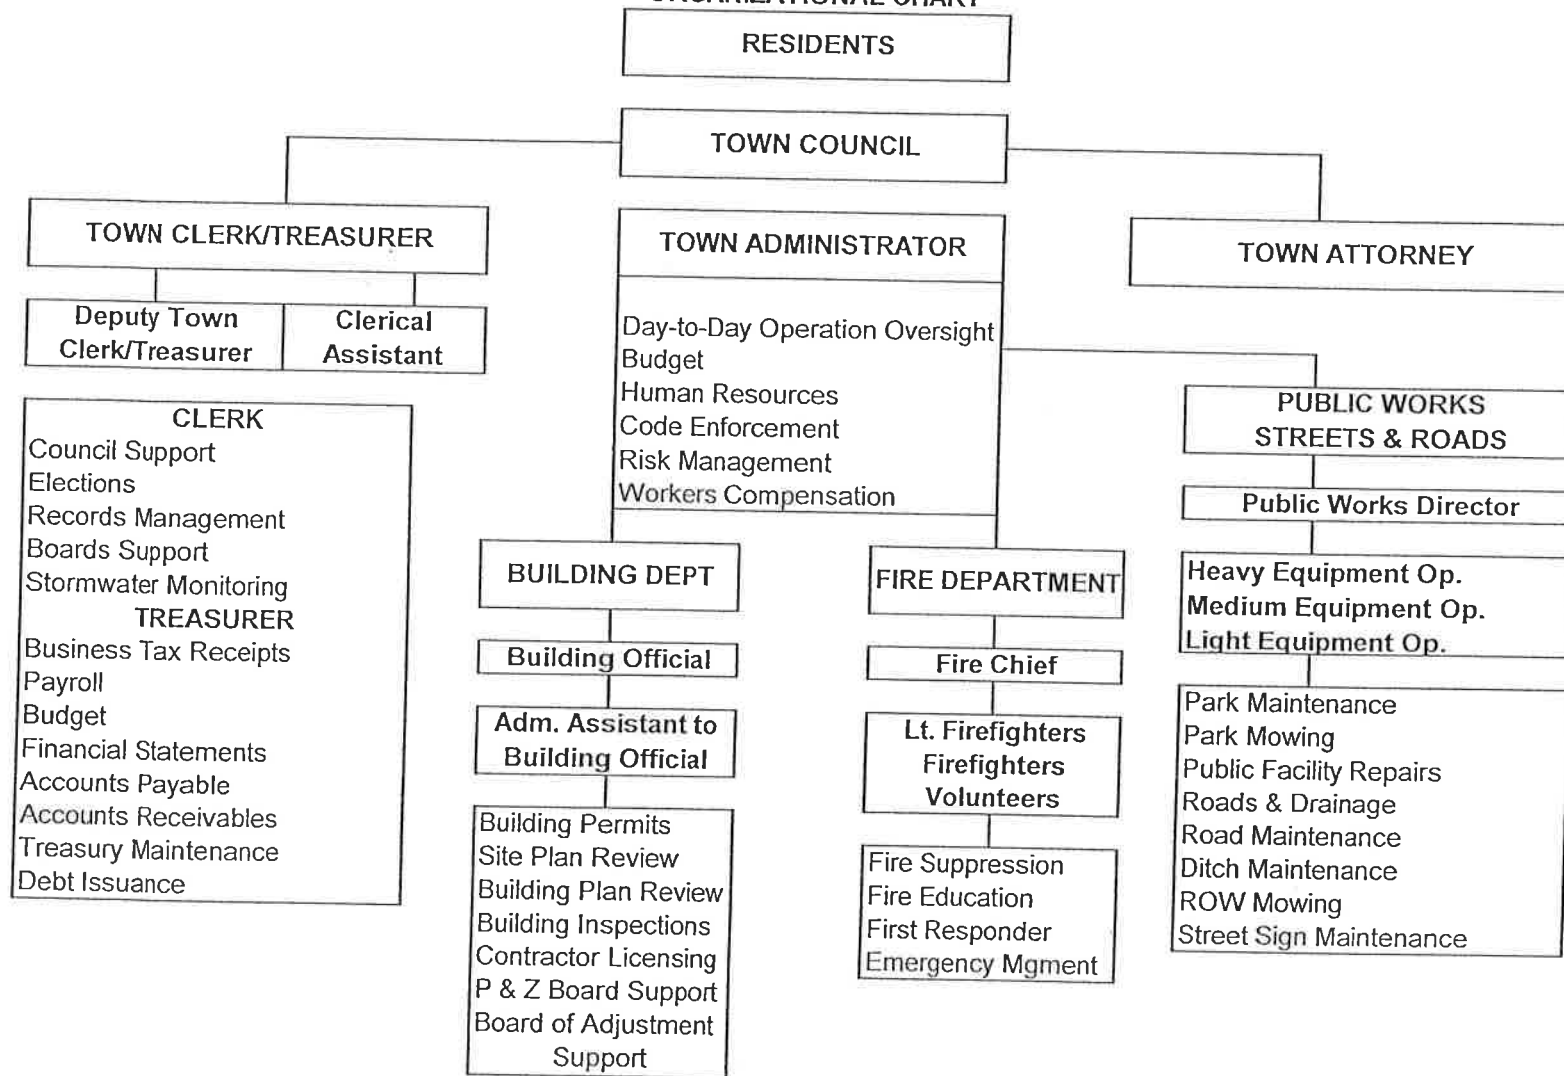 ORGANIZATIONAL CHART
RESIDENTS
TOWN COUNCIL
TOWN CLERK/TREASURER
Deputy Town
Clerk/Treasurer
Clerical
Assistant
CLERK
Council Support
Elections
Records Management
Boards Support
Stormwater Monitoring
TREASURER
Business Tax Receipts
Payroll
Budget
Financial Statements
Accounts Payable
Accounts Receivables
Treasury Maintenance
Debt Issuance
TOWN ADMINISTRATOR
Day-to-Day Operation Oversight
Budget
Human Resources
Code Enforcement
Risk Management
Workers Compensation
BUILDING DEPT
Building Official
Adm. Assistant to
Building Official
Building Permits
Site Plan Review
Building Plan Review
Building Inspections
Contractor Licensing
P & Z Board Support
Board of Adjustment
Support
FIRE DEPARTMENT
Fire Chief
Lt. Firefighters
Firefighters
Volunteers
Fire Suppression
Fire Education
First Responder
Emergency Mgment
TOWN ATTORNEY
PUBLIC WORKS
STREETS & ROADS
Public Works Director
Heavy Equipment Op.
Medium Equipment Op.
Light Equipment Op.
Park Maintenance
Park Mowing
Public Facility Repairs
Roads & Drainage
Road Maintenance
Ditch Maintenance
ROW Mowing
Street Sign Maintenance